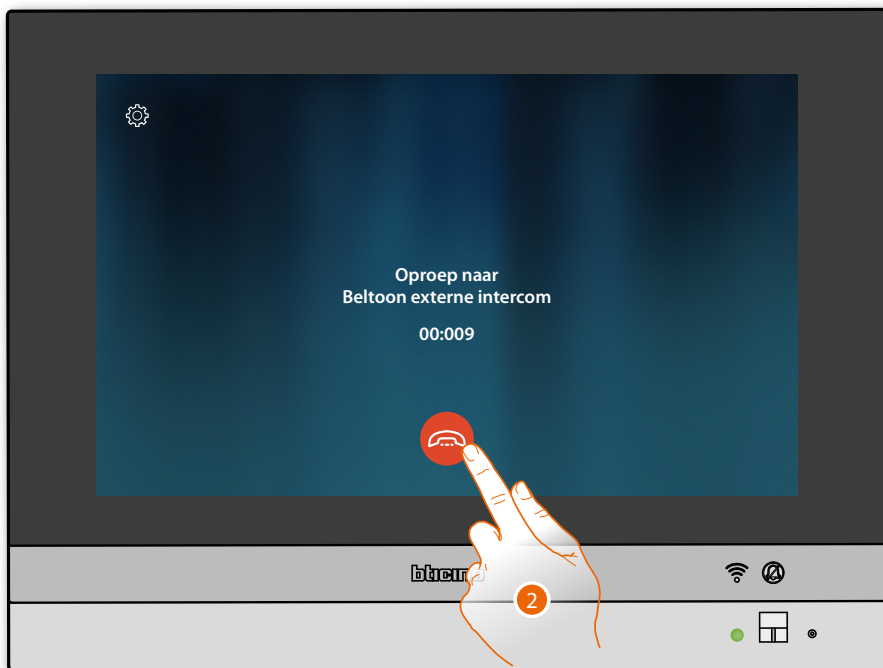 Oproep naar
Beltoon externe intercom
00:009
bticino
2